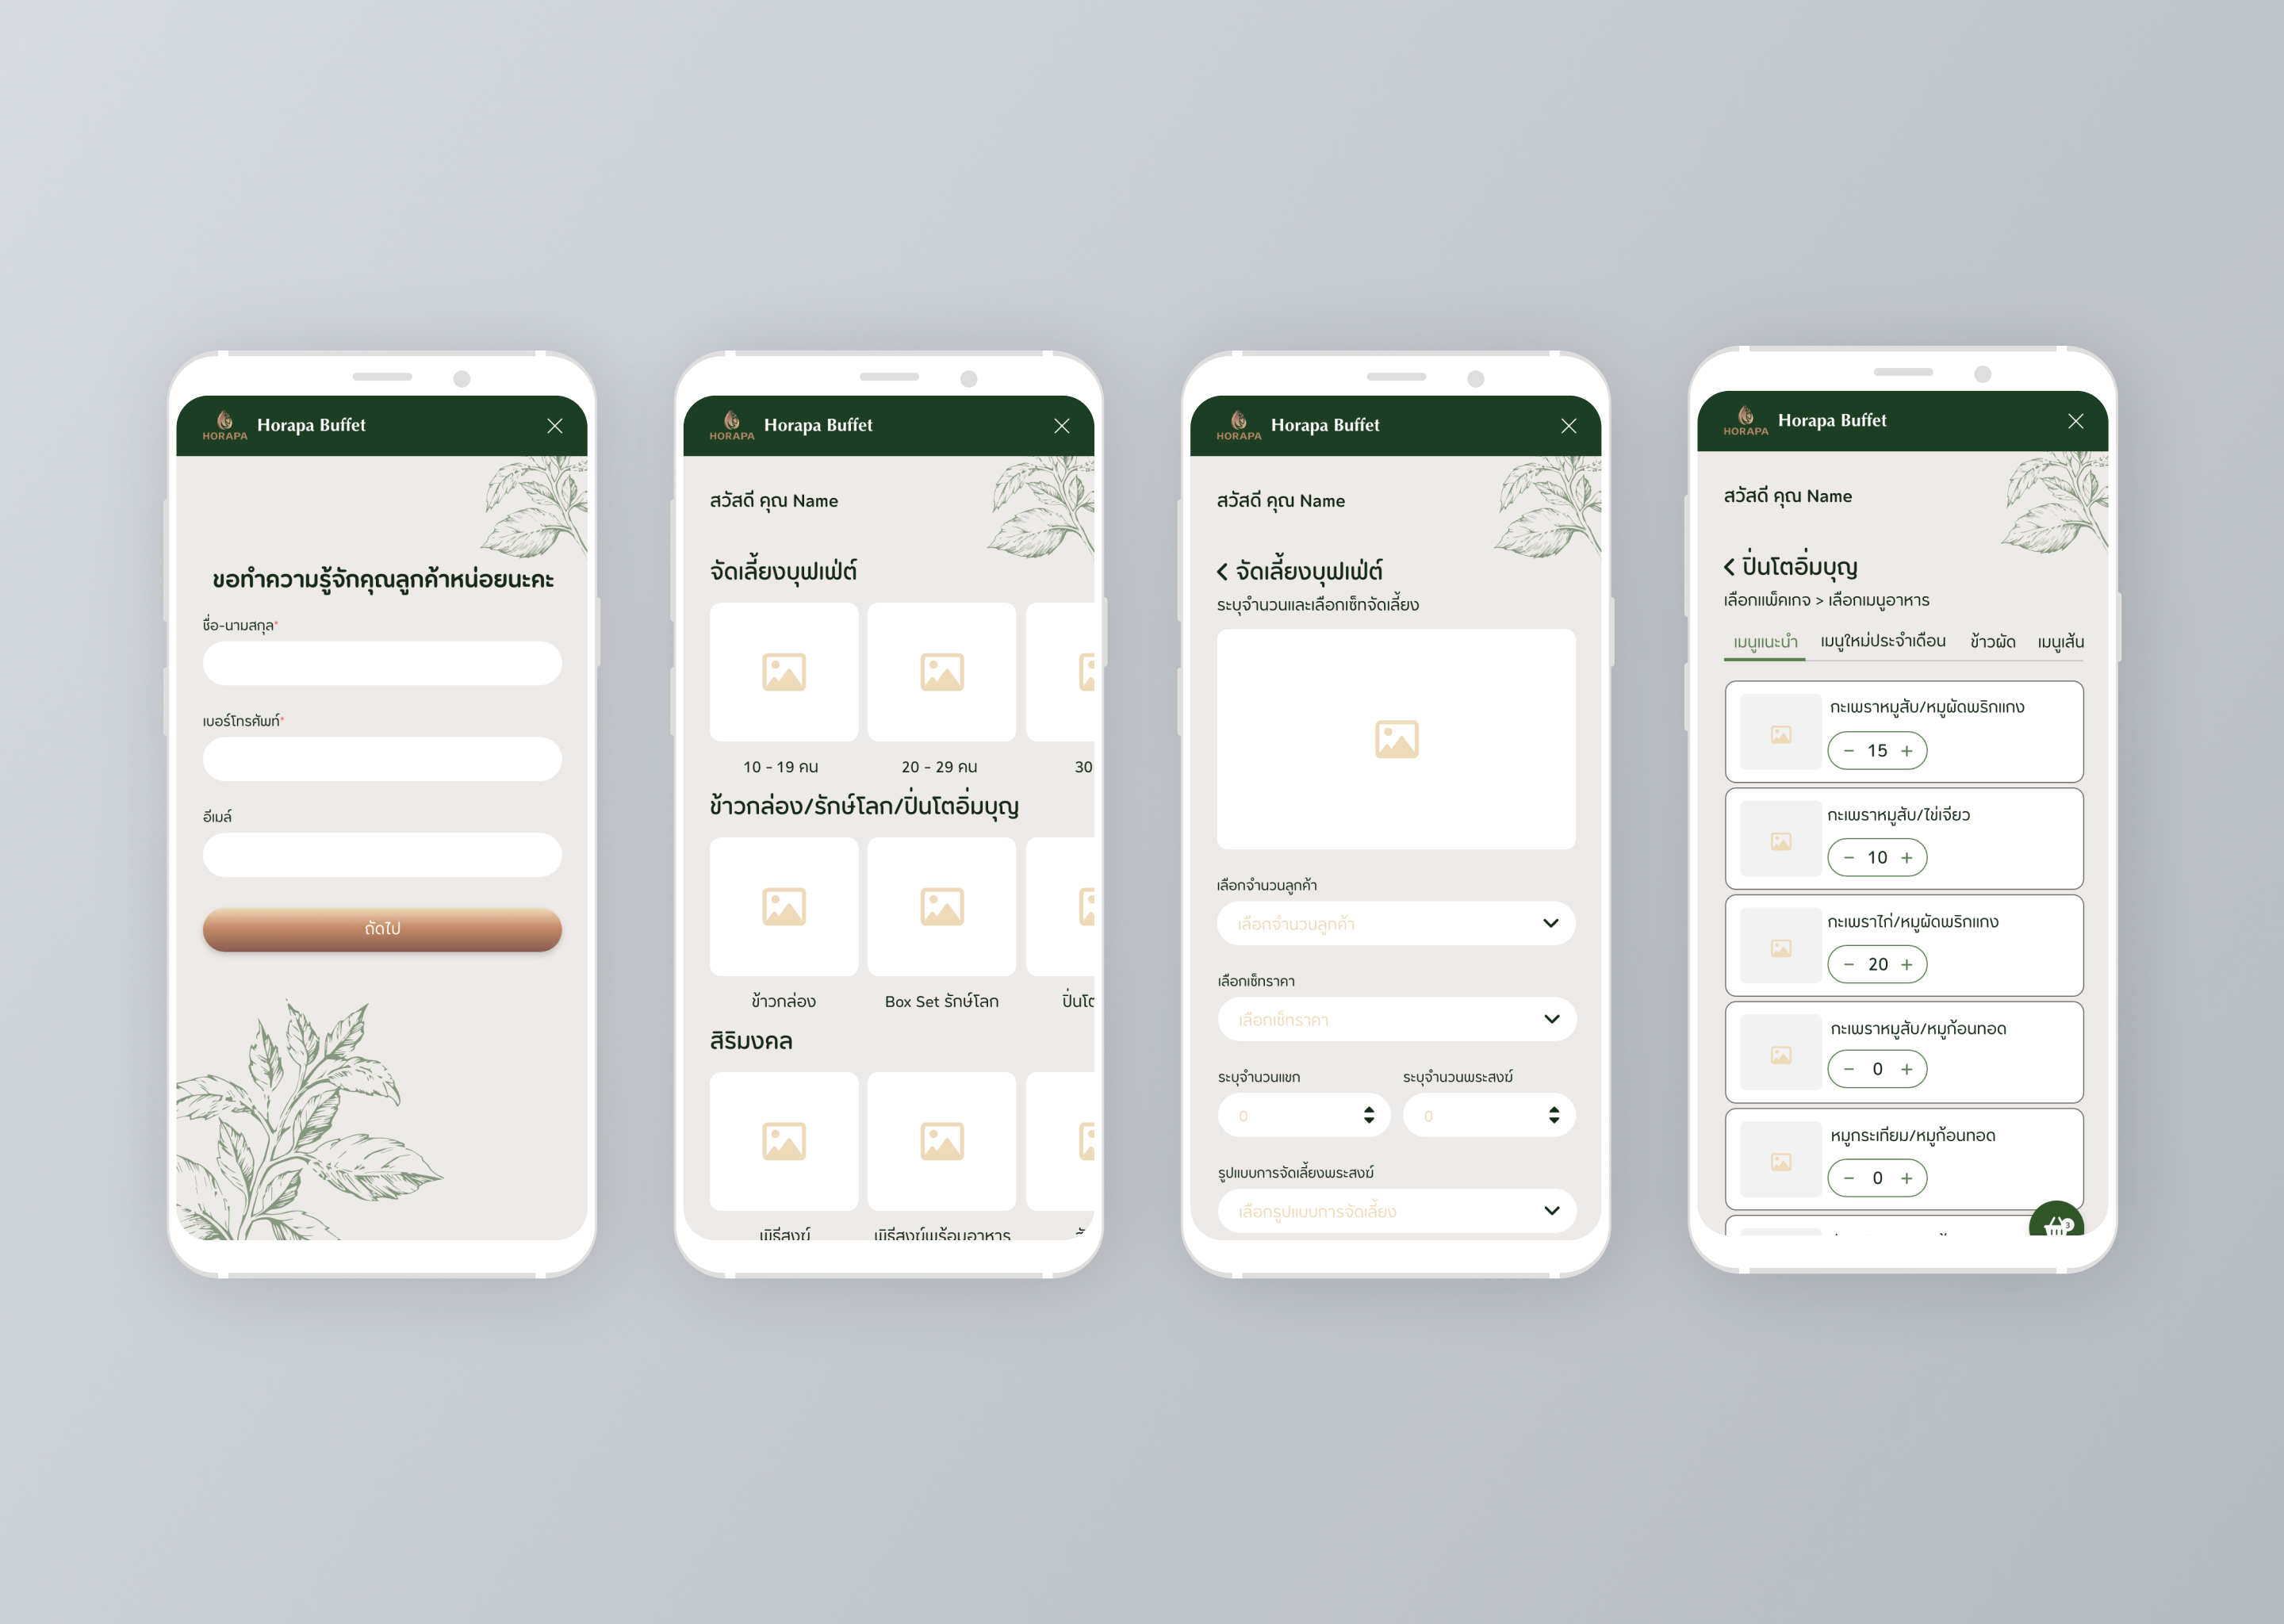 HORAPA Horapa Buffet
ขอทำความรู้จักคุณลูกค้าหน่อยนะคะ
ชื่อ-นามสกุล*
เบอร์โทรศัพท์*
อีเมล์
ถัดไป
HORAPA Horapa Buffet
สวัสดี คุณ Name
จัดเลี้ยงบุฟเฟ่ต์
10 - 19 คน 20 - 29 คน 30
ข้าวกล่อง/รักษ์โลก/ปิ่นโตอิ่มบุญ
ข้าวกล่อง Box Set รักษ์โลก ปิ่นโต
สิริมงคล
พิธีสงฆ์ พิธีสงฆ์พร้อมอาหาร
HORAPA Horapa Buffet
สวัสดี คุณ Name
จัดเลี้ยงบุฟเฟ่ต์
ระบุจำนวนและเลือกเซ็ทจัดเลี้ยง
เลือกจำนวนลูกค้า
เลือกจำนวนลูกค้า
เลือกเซ็ทราคา
เลือกเซ็ทราคา
ระบุจำนวนแขก ระบุจำนวนพระสงฆ์
0 0
รูปแบบการจัดเลี้ยงพระสงฆ์
เลือกรูปแบบการจัดเลี้ยง
HORAPA Horapa Buffet
สวัสดี คุณ Name
ปิ่นโตอิ่มบุญ
เลือกแพ็คเกจ > เลือกเมนูอาหาร
เมนูแนะนำ เมนูใหม่ประจำเดือน ข้าวผัด เมนูเส้น
กะเพราหมูสับ/หมูผัดพริกแกง
− 15 +
กะเพราหมูสับ/ไข่เจียว
− 10 +
กะเพราไก่/หมูผัดพริกแกง
− 20 +
กะเพราหมูสับ/หมูก้อนทอด
− 0 +
หมูกระเทียม/หมูก้อนทอด
− 0 +
3